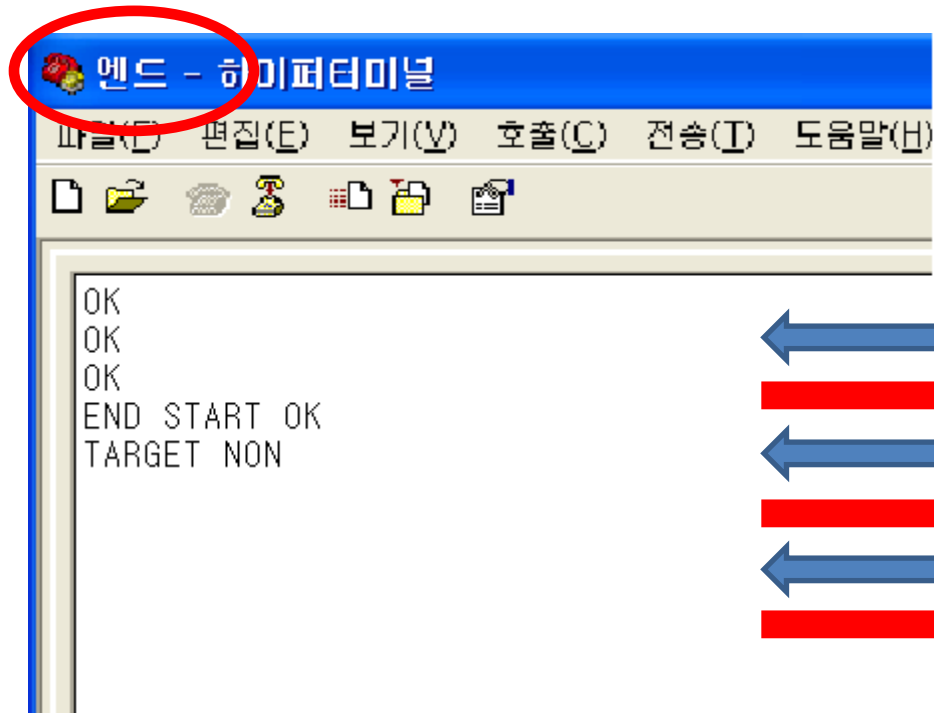 엔드 - 하이퍼터미널
파일(F) 편집(E) 보기(V) 호출(C) 전송(T) 도움말(H)
OK
OK
OK
END START OK
TARGET NON